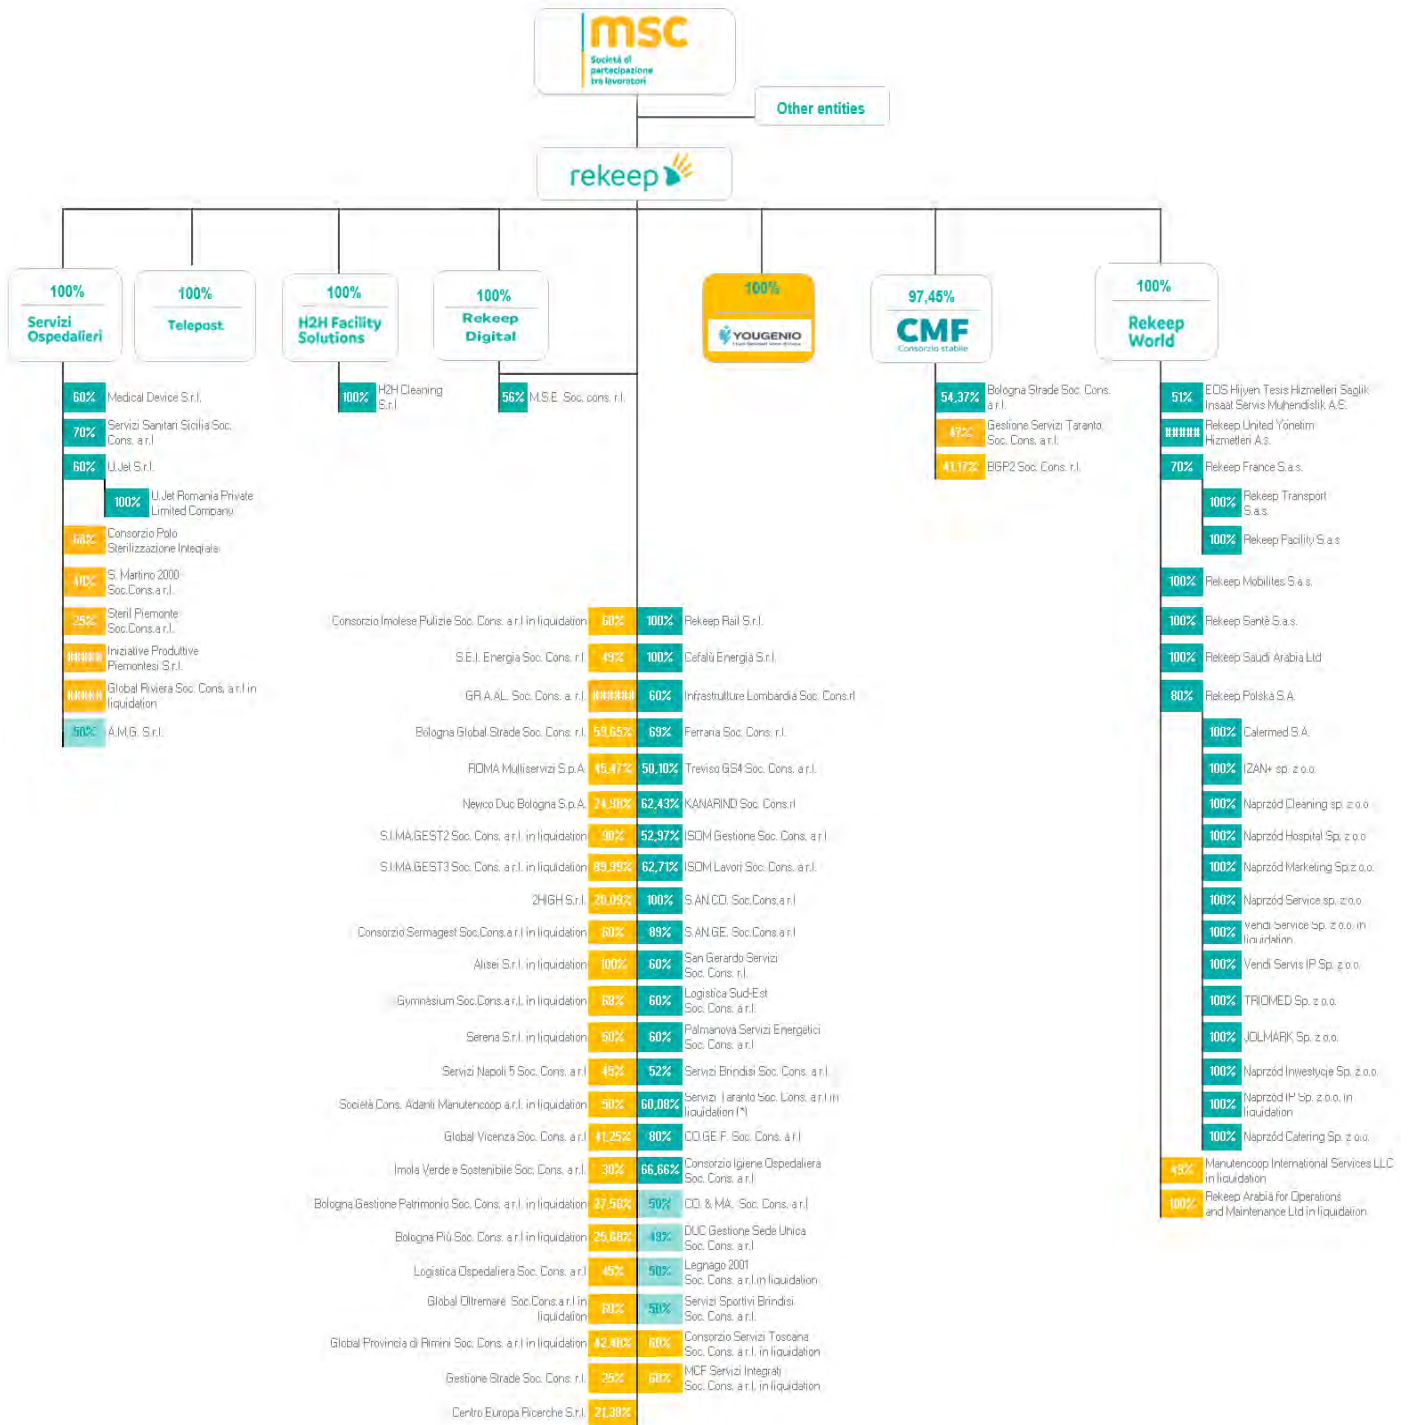 msc
Società di
partecipazione
tra lavoratori
Other entities
rekeep
100%
Servizi
Ospedalieri
100%
Telepost
100%
H2H Facility
Solutions
100%
Rekeep
Digital
100%
YOUGENIO
97,45%
CMF
Consorzio stabile
100%
Rekeep
World
60% Medical Device S.r.l.
70% Servizi Sanitari Sicilia Soc.
Cons. a r.l
60% U.Jet S.r.l.
100% U.Jet Romania Private
Limited Company
60% Consorzio Polo
Sterilizzazione Integrata
40% S. Martino 2000
Soc.Cons.a r.l.
25% Steril Piemonte
Soc.Cons.a r.l.
##### Iniziative Produttive
Piemontesi S.r.l.
##### Global Riviera Soc. Cons. a r.l in
liquidation
50% A.M.G. S.r.l.
100% H2H Cleaning
S.r.l
56% M.S.E. Soc. cons. r.l.
54,37% Bologna Strade Soc. Cons.
a r.l.
47% Gestione Servizi Taranto
Soc. Cons. a r.l.
41,17% BGP2 Soc. Cons. r.l.
51% EOS Hijyen Tesis Hizmetleri Saglik
Insaat Servis Muhendislik A.S.
##### Rekeep United Yönetim
Hizmetleri A.s.
70% Rekeep France S.a.s.
100% Rekeep Transport
S.a.s.
100% Rekeep Facility S.a.s
100% Rekeep Mobilites S.a.s.
100% Rekeep Santé S.a.s.
100% Rekeep Saudi Arabia Ltd
80% Rekeep Polska S.A.
100% Catermed S.A.
100% IZAN+ sp. z o.o.
100% Naprzód Cleaning sp. z o.o
100% Naprzód Hospital Sp. z o.o
100% Naprzód Marketing Sp.z o.o.
100% Naprzód Service sp. z o.o.
100% Vendi Service Sp. z o.o. in
liquidation
100% Vendi Servis IP Sp. z o.o.
100% TRIOMED Sp. z o.o.
100% JOLMARK Sp. z o.o.
100% Naprzód Inwestycje Sp. z o.o.
100% Naprzód IP Sp. z o.o. in
liquidation
100% Naprzód Catering Sp. z o.o.
49% Manutencoop International Services LLC
in liquidation
100% Rekeep Arabia for Operations
and Maintenance Ltd in liquidation
Consorzio Imolese Pulizie Soc. Cons. a r.l in liquidation 60% 100% Rekeep Rail S.r.l.
S.E.I. Energia Soc. Cons. r.l. 49% 100% Cefalù Energia S.r.l.
GR.A.AL. Soc. Cons. a. r.l. ###### 60% Infrastrutture Lombardia Soc. Cons.rl
Bologna Global Strade Soc. Cons. r.l. 59,65% 69% Ferraria Soc. Cons. r.l.
ROMA Multiservizi S.p.A. 45,47% 50,10% Treviso GS4 Soc. Cons. a r.l.
Newco Duc Bologna S.p.A. 24,98% 62,43% KANARIND Soc. Cons.rl
S.I.MA.GEST2 Soc. Cons. a r.l. in liquidation 90% 52,97% ISOM Gestione Soc. Cons. a r.l.
S.I.MA.GEST3 Soc. Cons. a r.l. in liquidation 89,99% 62,71% ISOM Lavori Soc. Cons. a r.l.
2HIGH S.r.l. 20,09% 100% S.AN.CO. Soc.Cons.a r.l
Consorzio Sermagest Soc.Cons.a r.l in liquidation 60% 89% S.AN.GE. Soc.Cons.a r.l
Alisei S.r.l. in liquidation 100% 60% San Gerardo Servizi
Soc. Cons. r.l.
Gymnasium Soc.Cons.a r.l. in liquidation 68% 60% Logistica Sud-Est
Soc. Cons. a r.l.
Serena S.r.l. in liquidation 50% 60% Palmanova Servizi Energetici
Soc. Cons. a r.l
Servizi Napoli 5 Soc. Cons. a r.l 45% 52% Servizi Brindisi Soc. Cons. a r.l.
Società Cons. Adanti Manutencoop a r.l. in liquidation 50% 60,08% Servizi Taranto Soc. Cons. a r.l in
liquidation (*)
Global Vicenza Soc. Cons. a r.l 41,25% 80% CO.GE.F. Soc. Cons. a r.l
Imola Verde e Sostenibile Soc. Cons. a r.l. 30% 66,66% Consorzio Igiene Ospedaliera
Soc. Cons. a r.l
Bologna Gestione Patrimonio Soc. Cons. a r.l in liquidation 27,58% 50% CO. & MA. Soc. Cons. a r.l
Bologna Più Soc. Cons. a r.l in liquidation 25,68% 49% DUC Gestione Sede Unica
Soc. Cons. a r.l
Logistica Ospedaliera Soc. Cons. a r.l 45% 50% Legnago 2001
Soc. Cons. a r.l in liquidation
Global Oltremare Soc.Cons.a r.l in
liquidation 60% 50% Servizi Sportivi Brindisi
Soc. Cons. a r.l.
Global Provincia di Rimini Soc. Cons. a r.l in liquidation 42,40% 60% Consorzio Servizi Toscana
Soc. Cons. a r.l. in liquidation
Gestione Strade Soc. Cons. r.l. 25% 60% MCF Servizi Integrati
Soc. Cons. a r.l. in liquidation
Centro Europa Ricerche S.r.l. 21,38%